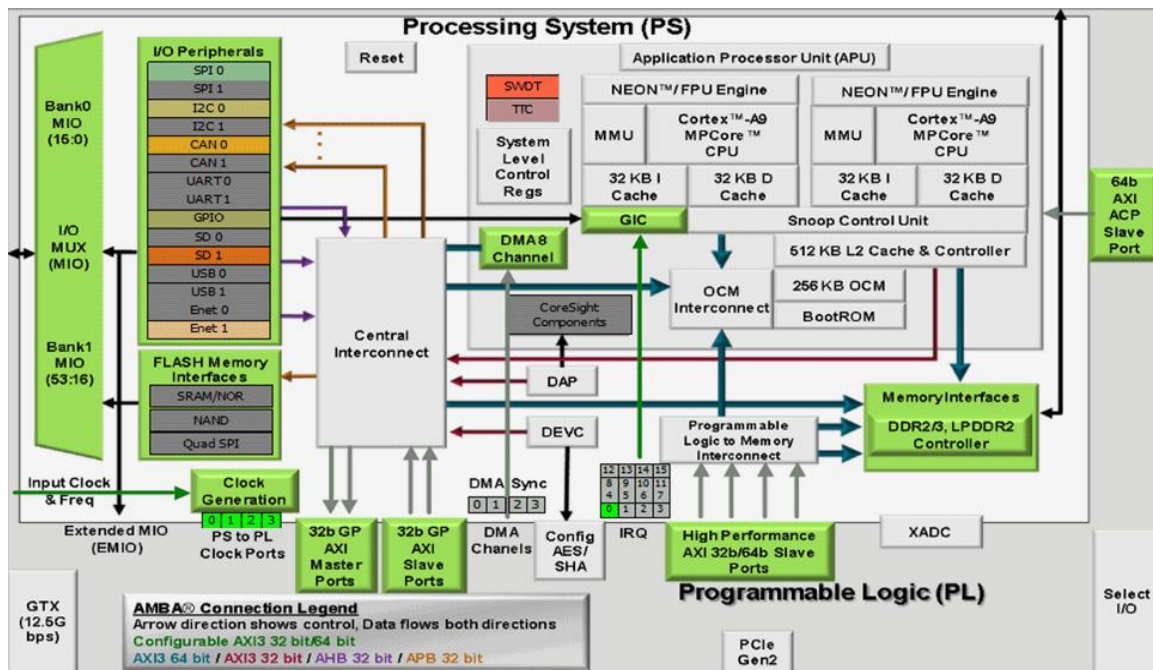 Processing System (PS)
I/O Peripherals
SPI 0
SPI 1
I2C 0
I2C 1
CAN 0
CAN 1
UART 0
UART 1
GPIO
SD 0
SD 1
USB 0
USB 1
Enet 0
Enet 1
FLASH Memory
Interfaces
SRAM/NOR
NAND
Quad SPI
Bank0
MIO
(15:0)
I/O
MUX
(MIO)
Bank1
MIO
(53:16)
Reset
SWDT
TTC
System
Level
Control
Regs
Application Processor Unit (APU)
NEON™/ FPU Engine
MMU
Cortex™-A9
MPCore™
CPU
32 KB I
Cache
32 KB D
Cache
NEON™/ FPU Engine
MMU
Cortex™-A9
MPCore™
CPU
32 KB I
Cache
32 KB D
Cache
GIC
Snoop Control Unit
512 KB L2 Cache & Controller
DMA8
Channel
OCM
Interconnect
256 KB OCM
BootROM
CoreSight
Components
Central
Interconnect
DAP
DEVC
Programmable
Logic to Memory
Interconnect
Memory Interfaces
DDR2/3, LPDDR2
Controller
64b
AXI
ACP
Slave
Port
Input Clock
& Freq
Clock
Generation
0 1 2 3
PS to PL
Clock Ports
Extended MIO
(EMIO)
32b GP
AXI
Master
Ports
32b GP
AXI
Slave
Ports
DMA Sync
0 1 2 3
DMA
Channels
Config
AES/
SHA
12 13 14 15
8 9 10 11
4 5 6 7
0 1 2 3
IRQ
High Performance
AXI 32b/64b Slave
Ports
XADC
Programmable Logic (PL)
GTX
(12.5G
bps)
AMBA® Connection Legend
Arrow direction shows control, Data flows both directions
Configurable AXI3 32 bit/64 bit
AXI3 64 bit / AXI3 32 bit / AHB 32 bit / APB 32 bit
PCIe
Gen2
Select
I/O